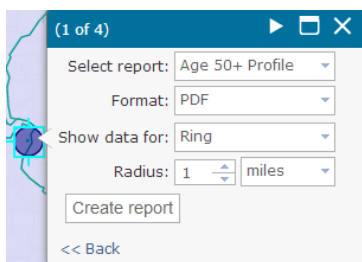 (1 of 4)
Select report: Age 50+ Profile
Format: PDF
Show data for: Ring
Radius: 1 miles
Create report
<< Back